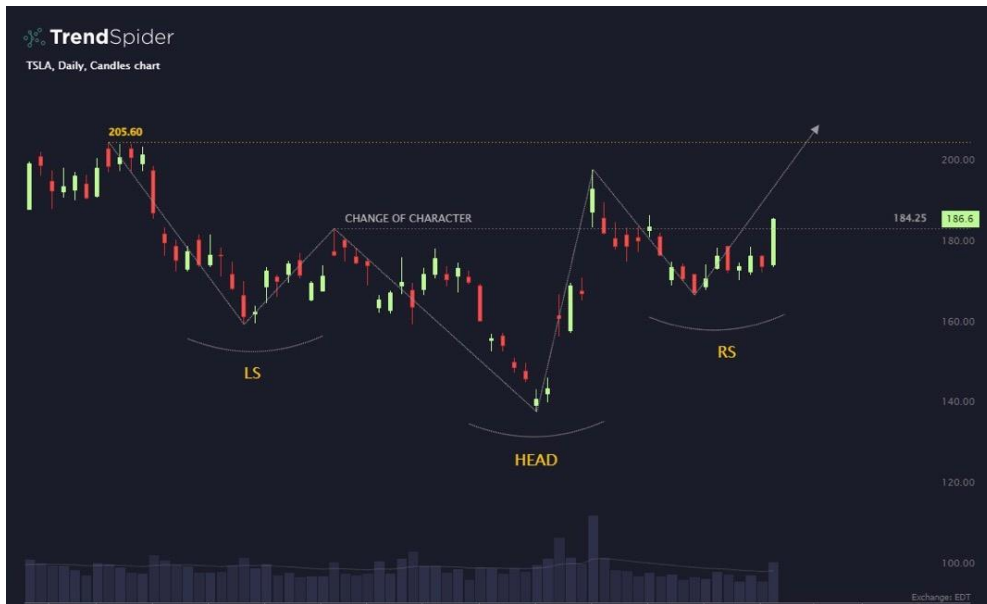 TrendSpider
TSLA, Daily, Candles chart
205.60
200.00
CHANGE OF CHARACTER
184.25
186.6
180.00
160.00
RS
LS
140.00
HEAD
120.00
100.00
Exchange: EDT